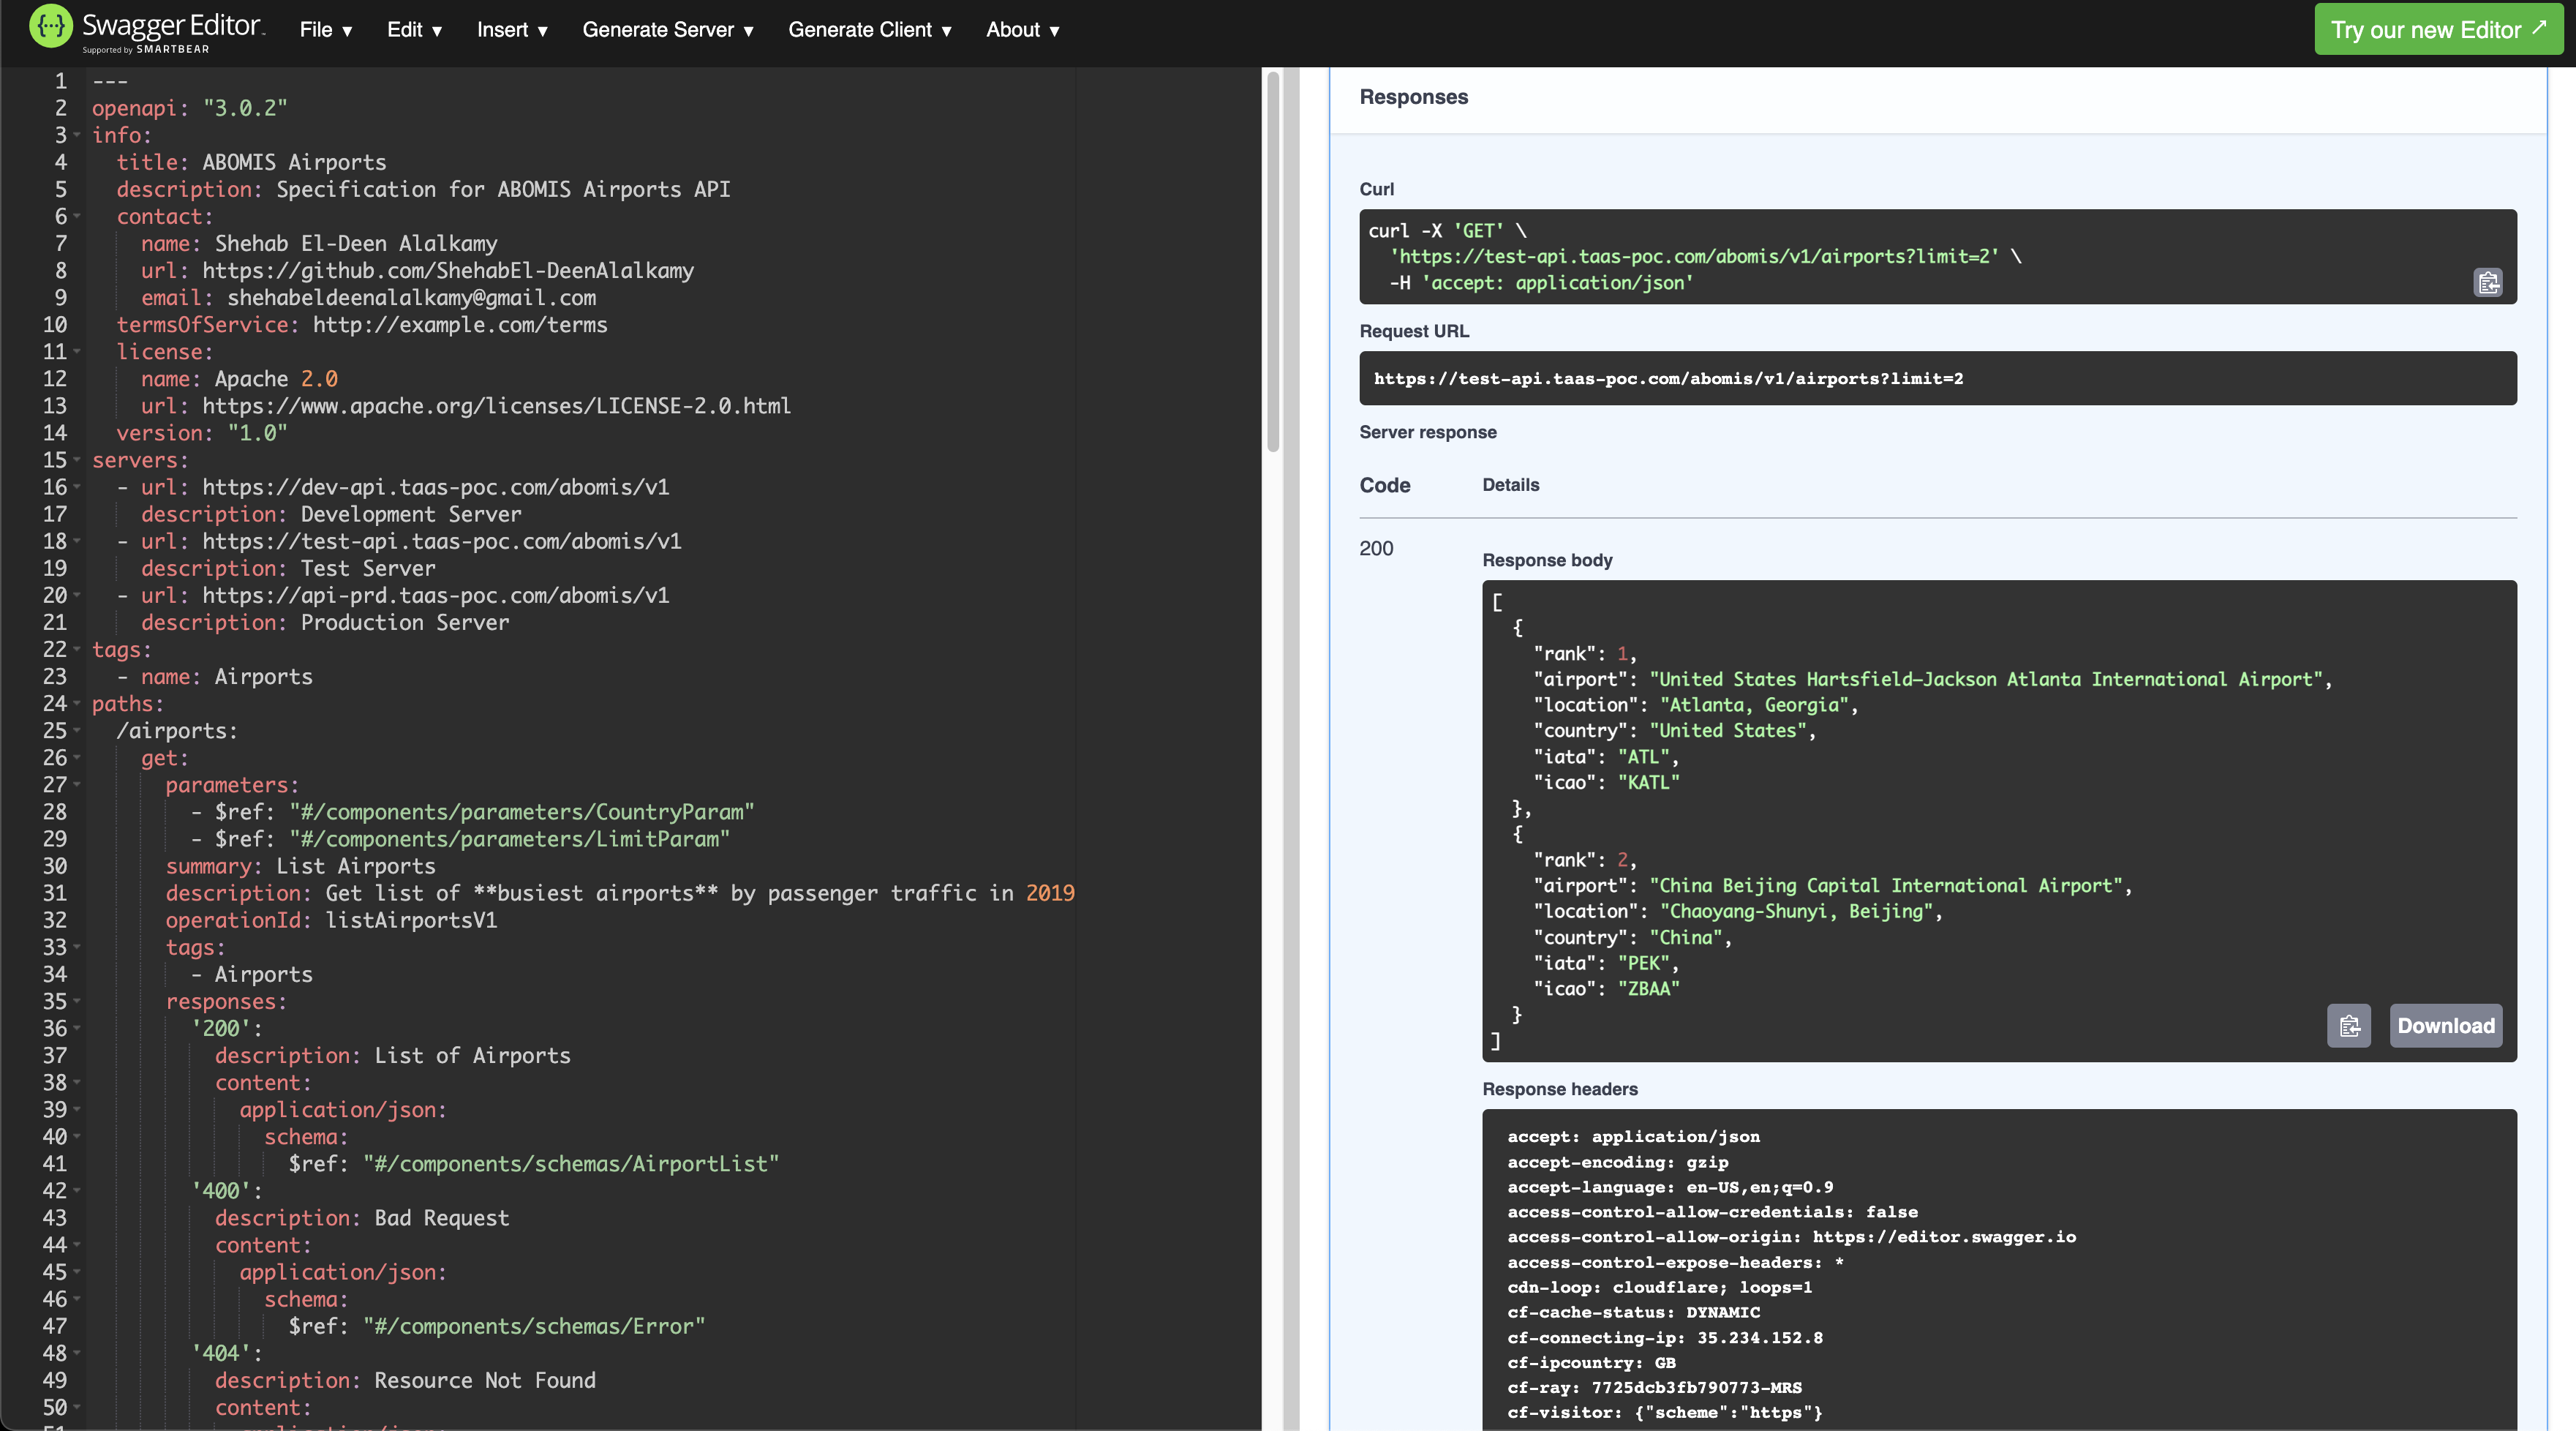 Swagger Editor
Supported by SMARTBEAR
File ▾ Edit ▾ Insert ▾ Generate Server ▾ Generate Client ▾ About ▾
Try our new Editor ↗
1 ---
2 openapi: "3.0.2"
3 info:
4 title: ABOMIS Airports
5 description: Specification for ABOMIS Airports API
6 contact:
7 name: Shehab El-Deen Alalkamy
8 url: https://github.com/ShehabEl-DeenAlalkamy
9 email: shehabeldeenalalkamy@gmail.com
10 termsOfService: http://example.com/terms
11 license:
12 name: Apache 2.0
13 url: https://www.apache.org/licenses/LICENSE-2.0.html
14 version: "1.0"
15 servers:
16 - url: https://dev-api.taas-poc.com/abomis/v1
17 description: Development Server
18 - url: https://test-api.taas-poc.com/abomis/v1
19 description: Test Server
20 - url: https://api-prd.taas-poc.com/abomis/v1
21 description: Production Server
22 tags:
23 - name: Airports
24 paths:
25 /airports:
26 get:
27 parameters:
28 - $ref: "#/components/parameters/CountryParam"
29 - $ref: "#/components/parameters/LimitParam"
30 summary: List Airports
31 description: Get list of **busiest airports** by passenger traffic in 2019
32 operationId: listAirportsV1
33 tags:
34 - Airports
35 responses:
36 '200':
37 description: List of Airports
38 content:
39 application/json:
40 schema:
41 $ref: "#/components/schemas/AirportList"
42 '400':
43 description: Bad Request
44 content:
45 application/json:
46 schema:
47 $ref: "#/components/schemas/Error"
48 '404':
49 description: Resource Not Found
50 content:
Responses
Curl
curl -X 'GET' \
'https://test-api.taas-poc.com/abomis/v1/airports?limit=2' \
-H 'accept: application/json'
Request URL
https://test-api.taas-poc.com/abomis/v1/airports?limit=2
Server response
Code Details
200
Response body
[
{
"rank": 1,
"airport": "United States Hartsfield–Jackson Atlanta International Airport",
"location": "Atlanta, Georgia",
"country": "United States",
"iata": "ATL",
"icao": "KATL"
},
{
"rank": 2,
"airport": "China Beijing Capital International Airport",
"location": "Chaoyang-Shunyi, Beijing",
"country": "China",
"iata": "PEK",
"icao": "ZBAA"
}
]
Download
Response headers
accept: application/json
accept-encoding: gzip
accept-language: en-US,en;q=0.9
access-control-allow-credentials: false
access-control-allow-origin: https://editor.swagger.io
access-control-expose-headers: *
cdn-loop: cloudflare; loops=1
cf-cache-status: DYNAMIC
cf-connecting-ip: 35.234.152.8
cf-ipcountry: GB
cf-ray: 7725dcb3fb790773-MRS
cf-visitor: {"scheme":"https"}